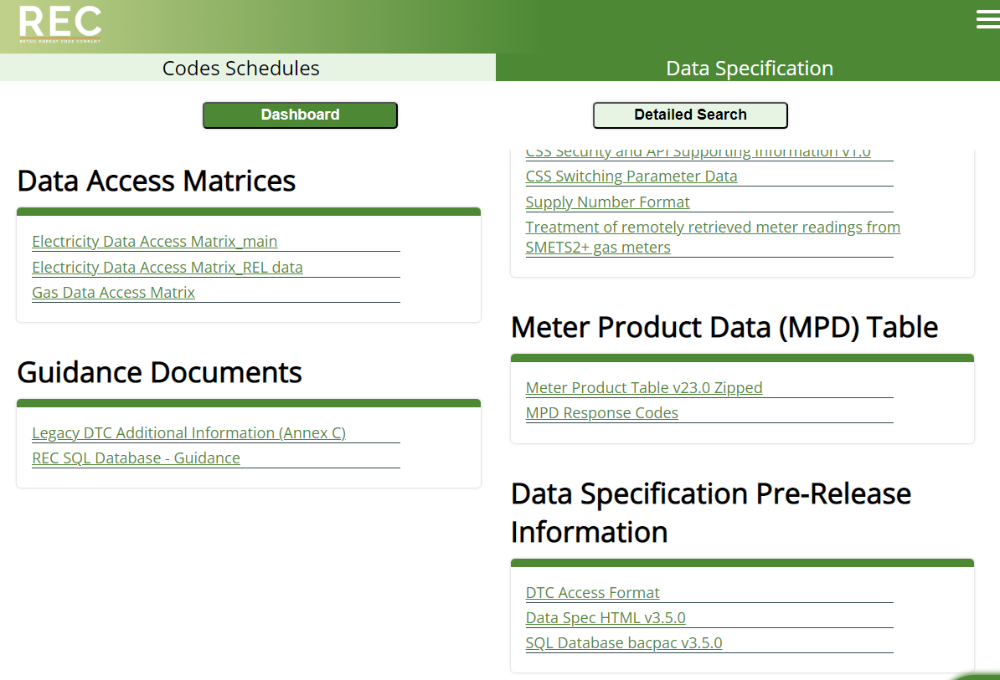 REC
RETAIL ENERGY CODE COMPANY
Codes Schedules
Data Specification
Dashboard
Detailed Search
Data Access Matrices
Electricity Data Access Matrix_main
Electricity Data Access Matrix_REL data
Gas Data Access Matrix
Guidance Documents
Legacy DTC Additional Information (Annex C)
REC SQL Database - Guidance
CSS Security and API Supporting Information v1.0
CSS Switching Parameter Data
Supply Number Format
Treatment of remotely retrieved meter readings from
SMETS2+ gas meters
Meter Product Data (MPD) Table
Meter Product Table v23.0 Zipped
MPD Response Codes
Data Specification Pre-Release
Information
DTC Access Format
Data Spec HTML v3.5.0
SQL Database bacpac v3.5.0